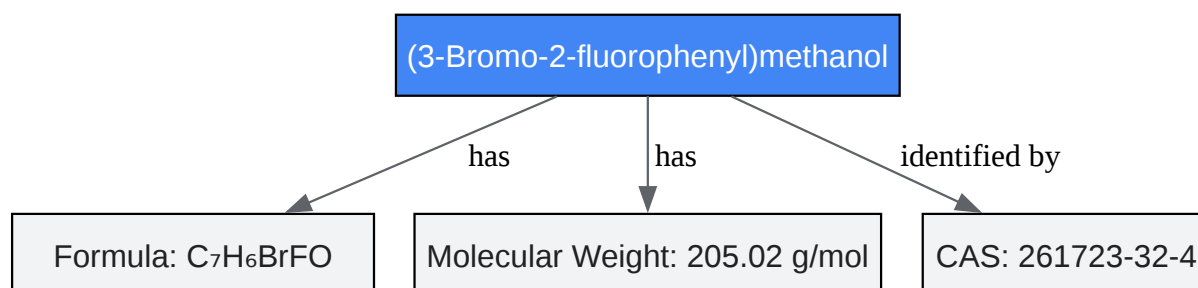 (3-Bromo-2-fluorophenyl)methanol
has
has
identified by
Formula: C₇H₆BrFO
Molecular Weight: 205.02 g/mol
CAS: 261723-32-4